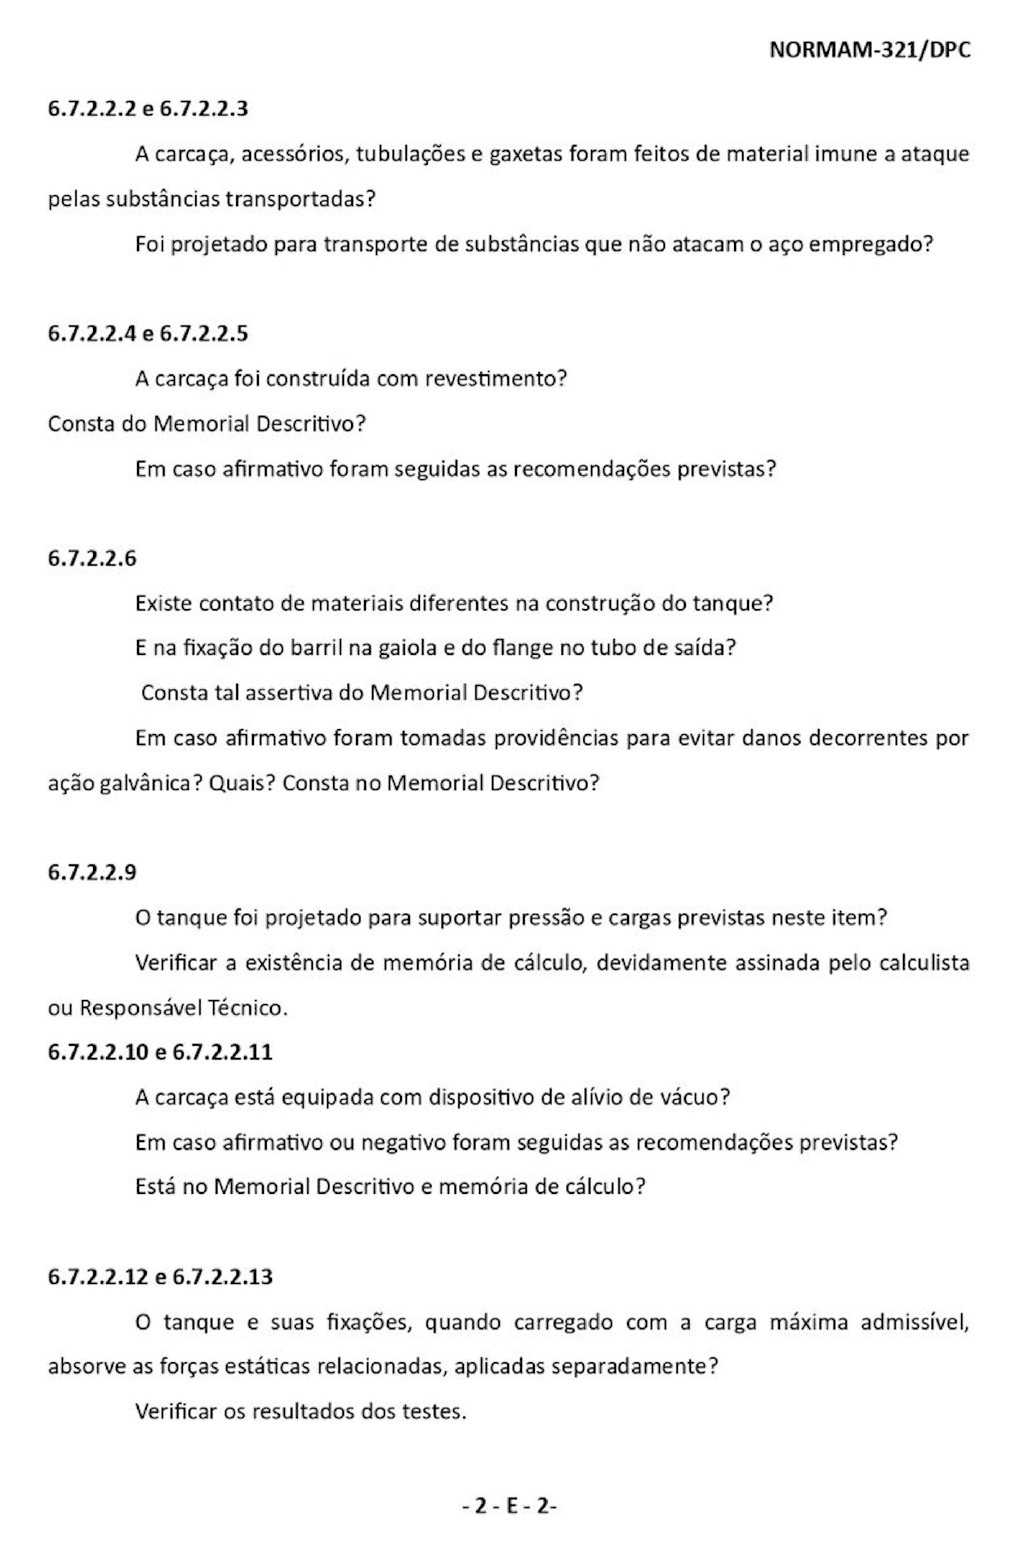 NORMAM-321/DPC
6.7.2.2.2 e 6.7.2.2.3
A carcaça, acessórios, tubulações e gaxetas foram feitos de material imune a ataque
pelas substâncias transportadas?
Foi projetado para transporte de substâncias que não atacam o aço empregado?
6.7.2.2.4 e 6.7.2.2.5
A carcaça foi construída com revestimento?
Consta do Memorial Descritivo?
Em caso afirmativo foram seguidas as recomendações previstas?
6.7.2.2.6
Existe contato de materiais diferentes na construção do tanque?
E na fixação do barril na gaiola e do flange no tubo de saída?
Consta tal assertiva do Memorial Descritivo?
Em caso afirmativo foram tomadas providências para evitar danos decorrentes por
ação galvânica? Quais? Consta no Memorial Descritivo?
6.7.2.2.9
O tanque foi projetado para suportar pressão e cargas previstas neste item?
Verificar a existência de memória de cálculo, devidamente assinada pelo calculista
ou Responsável Técnico.
6.7.2.2.10 e 6.7.2.2.11
A carcaça está equipada com dispositivo de alívio de vácuo?
Em caso afirmativo ou negativo foram seguidas as recomendações previstas?
Está no Memorial Descritivo e memória de cálculo?
6.7.2.2.12 e 6.7.2.2.13
O tanque e suas fixações, quando carregado com a carga máxima admissível,
absorve as forças estáticas relacionadas, aplicadas separadamente?
Verificar os resultados dos testes.
- 2 - E - 2-